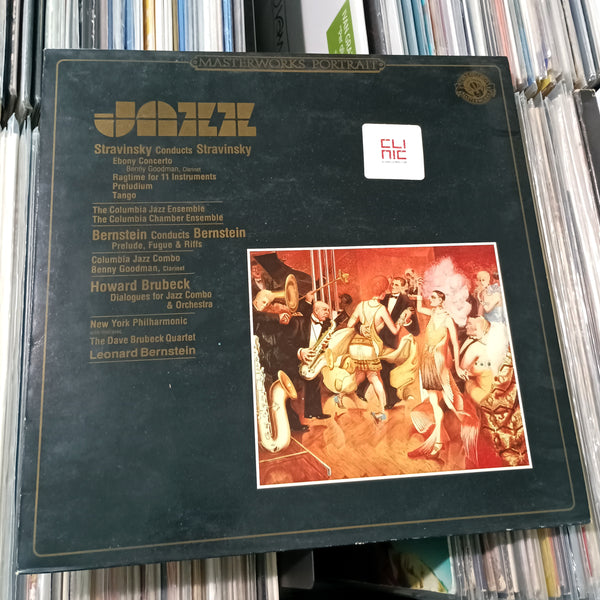 MASTERWORKS PORTRAIT
JAZZ
Stravinsky Conducts Stravinsky
Ebony Concerto
Benny Goodman, Clarinet
Ragtime for 11 Instruments
Preludium
Tango
The Columbia Jazz Ensemble
The Columbia Chamber Ensemble
Bernstein Conducts Bernstein
Prelude, Fugue & Riffs
Columbia Jazz Combo
Benny Goodman, Clarinet
Howard Brubeck
Dialogues for Jazz Combo
& Orchestra
New York Philharmonic
The Dave Brubeck Quartet
Leonard Bernstein
CLI
NIC